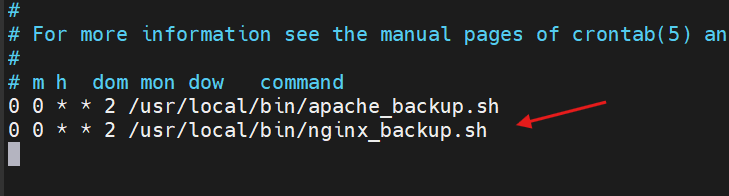 #
# For more information see the manual pages of crontab(5) an
#
# m h  dom mon dow   command
0 0 * * 2 /usr/local/bin/apache_backup.sh
0 0 * * 2 /usr/local/bin/nginx_backup.sh